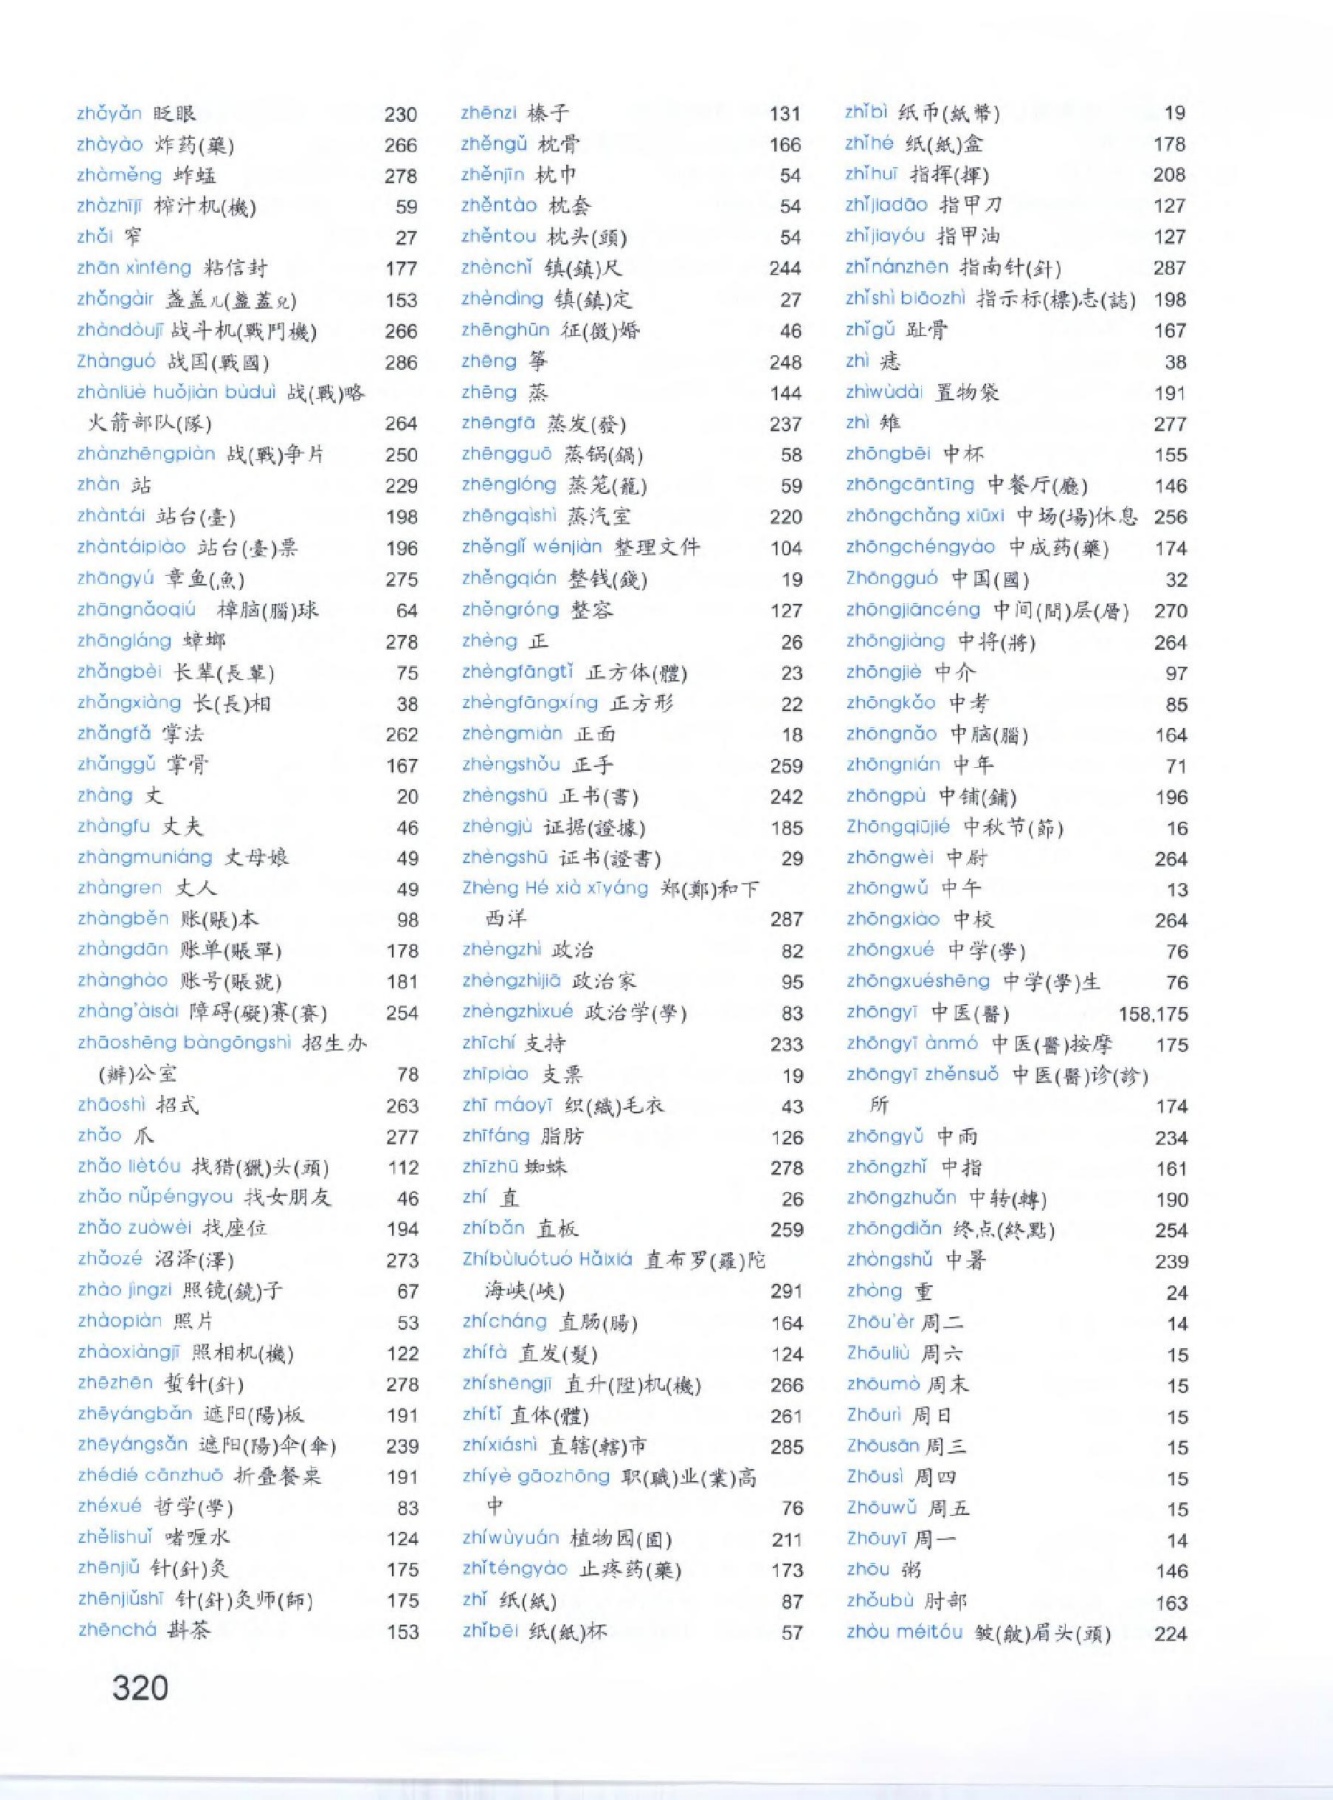 zhǎyǎn 眨眼 230
zhàyào 炸药(藥) 266
zhàměng 蚱蜢 278
zhàzhījī 榨汁机(機) 59
zhǎi 窄 27
zhān xìnfēng 粘信封 177
zhǎngàir 盏盖儿(盞蓋兒) 153
zhàndòujī 战斗机(戰鬥機) 266
Zhànguó 战国(戰國) 286
zhànlüè huǒjiàn bùduì 战(戰)略
火箭部队(隊) 264
zhànzhēngpiàn 战(戰)争片 250
zhàn 站 229
zhàntái 站台(臺) 198
zhàntáipiào 站台(臺)票 196
zhāngyú 章鱼(魚) 275
zhāngnǎoqiú 樟脑(腦)球 64
zhāngláng 蟑螂 278
zhǎngbèi 长辈(長輩) 75
zhǎngxiàng 长(長)相 38
zhǎngfǎ 掌法 262
zhǎnggǔ 掌骨 167
zhàng 丈 20
zhàngfu 丈夫 46
zhàngmuniáng 丈母娘 49
zhàngren 丈人 49
zhàngběn 账(賬)本 98
zhàngdān 账单(賬單) 178
zhànghào 账号(賬號) 181
zhàng'àisài 障碍(礙)赛(賽) 254
zhāoshēng bàngōngshì 招生办
(辦)公室 78
zhāoshì 招式 263
zhǎo 爪 277
zhǎo liètóu 找猎(獵)头(頭) 112
zhǎo nǚpéngyou 找女朋友 46
zhǎo zuòwèi 找座位 194
zhǎozé 沼泽(澤) 273
zhào jìngzi 照镜(鏡)子 67
zhàopiàn 照片 53
zhàoxiàngjī 照相机(機) 122
zhēzhēn 蜇针(針) 278
zhēyángbǎn 遮阳(陽)板 191
zhēyángsǎn 遮阳(陽)伞(傘) 239
zhédié cānzhuō 折叠餐桌 191
zhéxué 哲学(學) 83
zhělishuǐ 啫喱水 124
zhēnjiǔ 针(針)灸 175
zhēnjiǔshī 针(針)灸师(師) 175
zhēnchá 斟茶 153
zhēnzi 榛子 131
zhěngǔ 枕骨 166
zhěnjīn 枕巾 54
zhěntào 枕套 54
zhěntou 枕头(頭) 54
zhènchǐ 镇(鎮)尺 244
zhèndìng 镇(鎮)定 27
zhēnghūn 征(徵)婚 46
zhēng 筝 248
zhēng 蒸 144
zhēngfā 蒸发(發) 237
zhēngguō 蒸锅(鍋) 58
zhēnglóng 蒸笼(籠) 59
zhēngqìshì 蒸汽室 220
zhěnglǐ wénjiàn 整理文件 104
zhěngqián 整钱(錢) 19
zhěngróng 整容 127
zhèng 正 26
zhèngfāngtǐ 正方体(體) 23
zhèngfāngxíng 正方形 22
zhèngmiàn 正面 18
zhèngshǒu 正手 259
zhèngshū 正书(書) 242
zhèngjù 证据(證據) 185
zhèngshū 证书(證書) 29
Zhèng Hé xià xīyáng 郑(鄭)和下
西洋 287
zhèngzhì 政治 82
zhèngzhìjiā 政治家 95
zhèngzhìxué 政治学(學) 83
zhīchí 支持 233
zhīpiào 支票 19
zhī máoyī 织(織)毛衣 43
zhīfáng 脂肪 126
zhīzhū 蜘蛛 278
zhí 直 26
zhíbǎn 直板 259
Zhíbùluótuó Hǎixiá 直布罗(羅)陀
海峡(峽) 291
zhícháng 直肠(腸) 164
zhífà 直发(髮) 124
zhíshēngjī 直升(陞)机(機) 266
zhítǐ 直体(體) 261
zhíxiáshì 直辖(轄)市 285
zhíyè gāozhōng 职(職)业(業)高
中 76
zhíwùyuán 植物园(園) 211
zhǐténgyào 止疼药(藥) 173
zhǐ 纸(紙) 87
zhǐbēi 纸(紙)杯 57
zhǐbì 纸币(紙幣) 19
zhǐhé 纸(紙)盒 178
zhǐhuī 指挥(揮) 208
zhǐjiadāo 指甲刀 127
zhǐjiayóu 指甲油 127
zhǐnánzhēn 指南针(針) 287
zhǐshì biāozhì 指示标(標)志(誌) 198
zhǐgǔ 趾骨 167
zhì 痣 38
zhìwùdài 置物袋 191
zhì 雉 277
zhōngbēi 中杯 155
zhōngcāntīng 中餐厅(廳) 146
zhōngchǎng xiūxi 中场(場)休息 256
zhōngchéngyào 中成药(藥) 174
Zhōngguó 中国(國) 32
zhōngjiāncéng 中间(間)层(層) 270
zhōngjiàng 中将(將) 264
zhōngjiè 中介 97
zhōngkǎo 中考 85
zhōngnǎo 中脑(腦) 164
zhōngnián 中年 71
zhōngpù 中铺(鋪) 196
Zhōngqiūjié 中秋节(節) 16
zhōngwèi 中尉 264
zhōngwǔ 中午 13
zhōngxiào 中校 264
zhōngxué 中学(學) 76
zhōngxuéshēng 中学(學)生 76
zhōngyī 中医(醫) 158,175
zhōngyī ànmó 中医(醫)按摩 175
zhōngyī zhěnsuǒ 中医(醫)诊(診)
所 174
zhōngyǔ 中雨 234
zhōngzhǐ 中指 161
zhōngzhuǎn 中转(轉) 190
zhōngdiǎn 终点(終點) 254
zhòngshǔ 中暑 239
zhòng 重 24
Zhōu'èr 周二 14
Zhōuliù 周六 15
zhōumò 周末 15
Zhōurì 周日 15
Zhōusān 周三 15
Zhōusì 周四 15
Zhōuwǔ 周五 15
Zhōuyī 周一 14
zhōu 粥 146
zhǒubù 肘部 163
zhòu méitóu 皱(皺)眉头(頭) 224
320